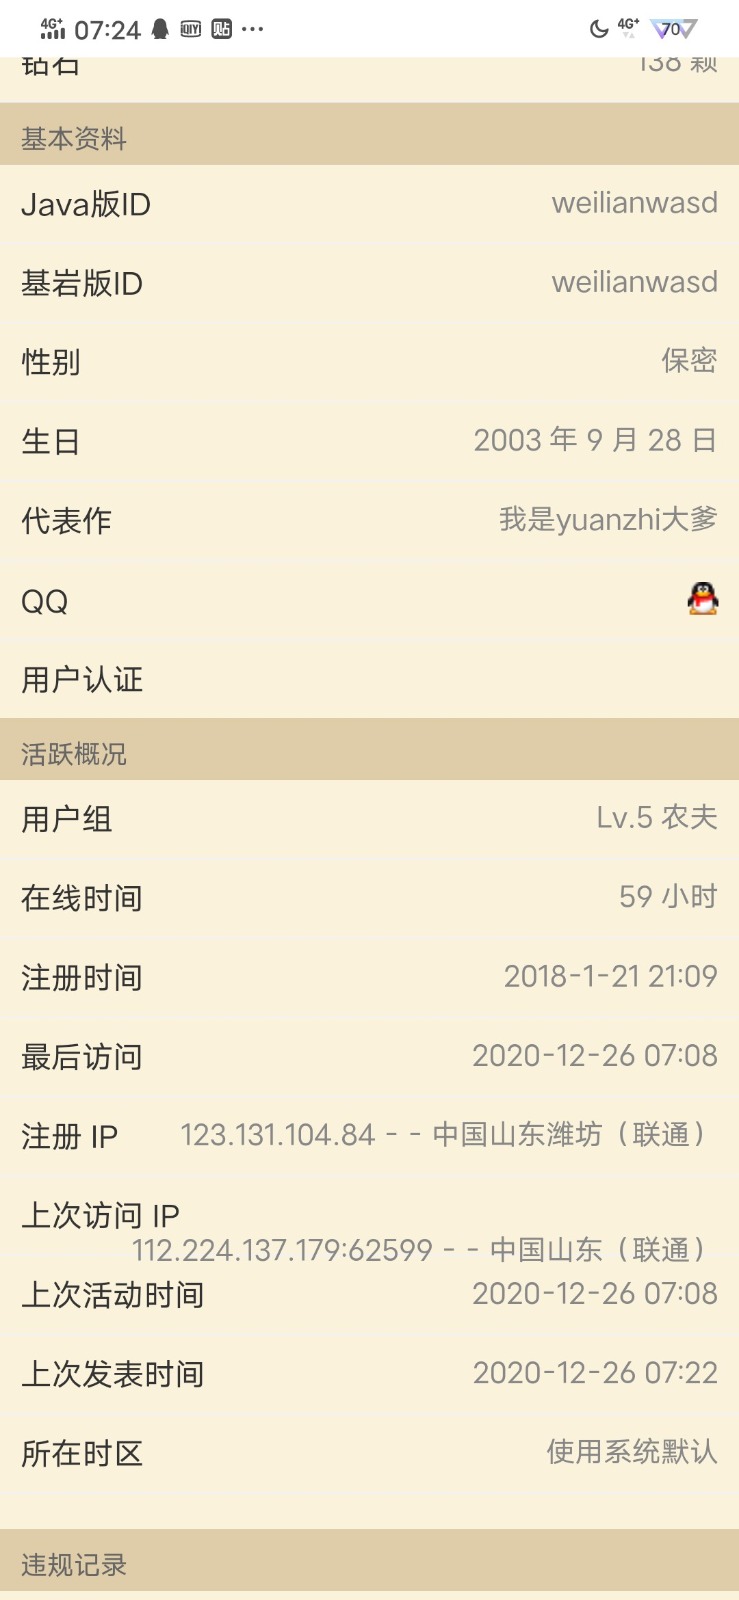 4G+ 07:24 QIY 贴 ... 4G+ 70
钻石 138 颗
基本资料
Java版ID weilianwasd
基岩版ID weilianwasd
性别 保密
生日 2003 年 9 月 28 日
代表作 我是yuanzhi大爹
QQ
用户认证
活跃概况
用户组 Lv.5 农夫
在线时间 59 小时
注册时间 2018-1-21 21:09
最后访问 2020-12-26 07:08
注册 IP 123.131.104.84 - - 中国山东潍坊（联通）
上次访问 IP
112.224.137.179:62599 - - 中国山东（联通）
上次活动时间 2020-12-26 07:08
上次发表时间 2020-12-26 07:22
所在时区 使用系统默认
违规记录